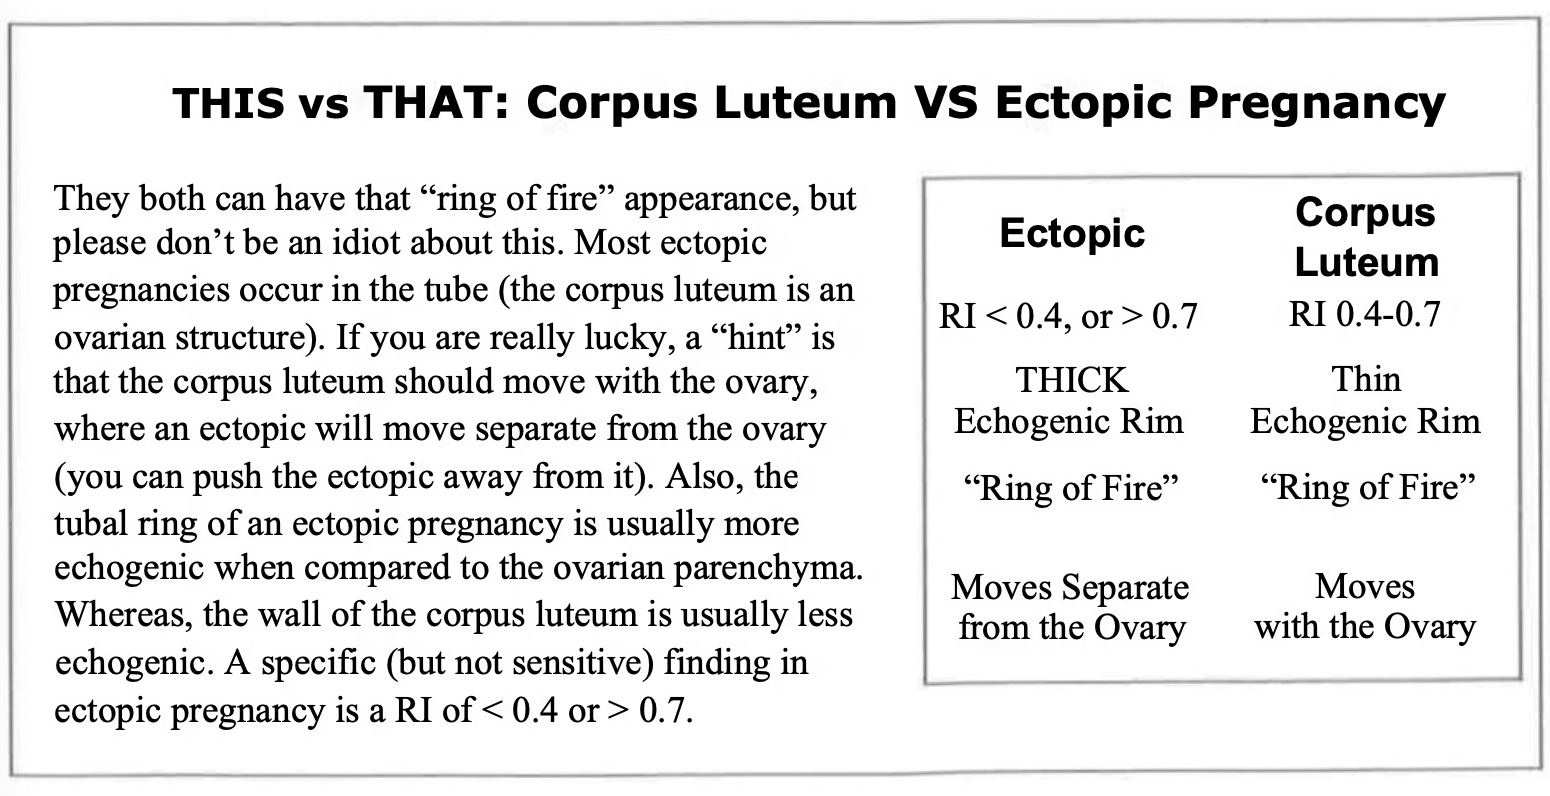 THIS vs THAT: Corpus Luteum VS Ectopic Pregnancy
They both can have that “ring of fire” appearance, but
please don’t be an idiot about this. Most ectopic
pregnancies occur in the tube (the corpus luteum is an
ovarian structure). If you are really lucky, a “hint” is
that the corpus luteum should move with the ovary,
where an ectopic will move separate from the ovary
(you can push the ectopic away from it). Also, the
tubal ring of an ectopic pregnancy is usually more
echogenic when compared to the ovarian parenchyma.
Whereas, the wall of the corpus luteum is usually less
echogenic. A specific (but not sensitive) finding in
ectopic pregnancy is a RI of < 0.4 or > 0.7.
Ectopic
Corpus
Luteum
RI < 0.4, or > 0.7
RI 0.4-0.7
THICK
Echogenic Rim
Thin
Echogenic Rim
“Ring of Fire”
“Ring of Fire”
Moves Separate
from the Ovary
Moves
with the Ovary